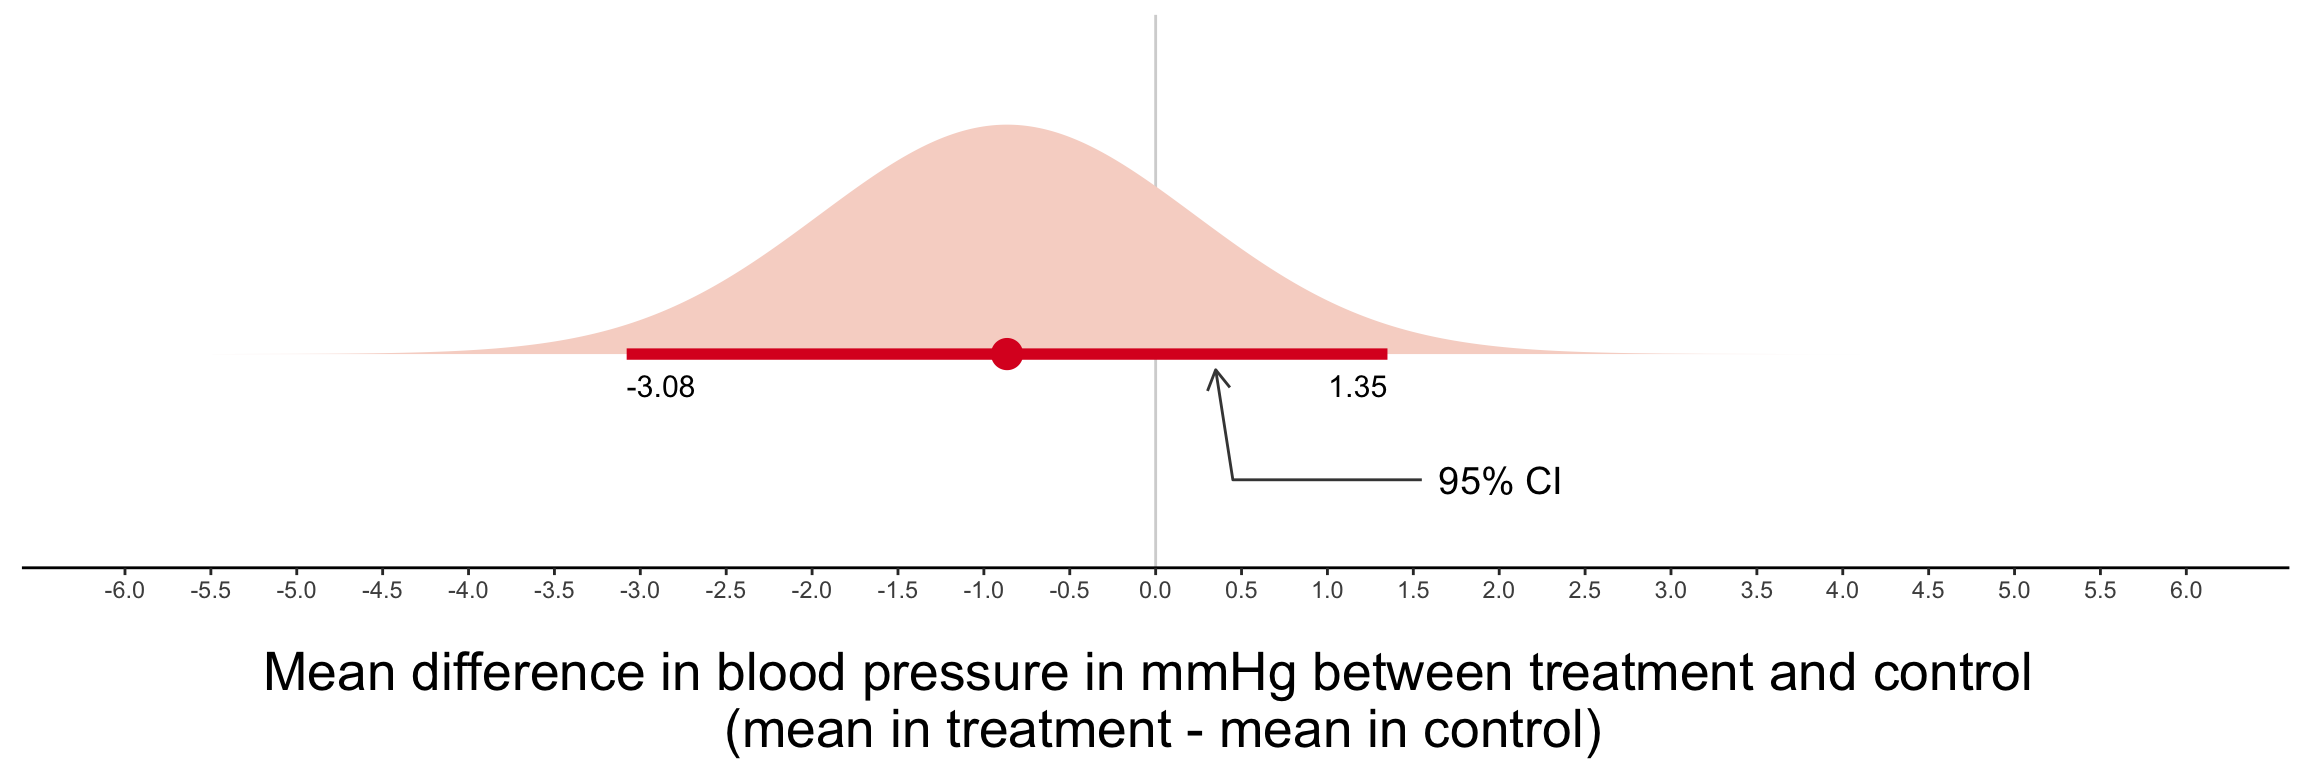 -3.08 1.35
95% CI
-6.0 -5.5 -5.0 -4.5 -4.0 -3.5 -3.0 -2.5 -2.0 -1.5 -1.0 -0.5 0.0 0.5 1.0 1.5 2.0 2.5 3.0 3.5 4.0 4.5 5.0 5.5 6.0
Mean difference in blood pressure in mmHg between treatment and control
(mean in treatment - mean in control)